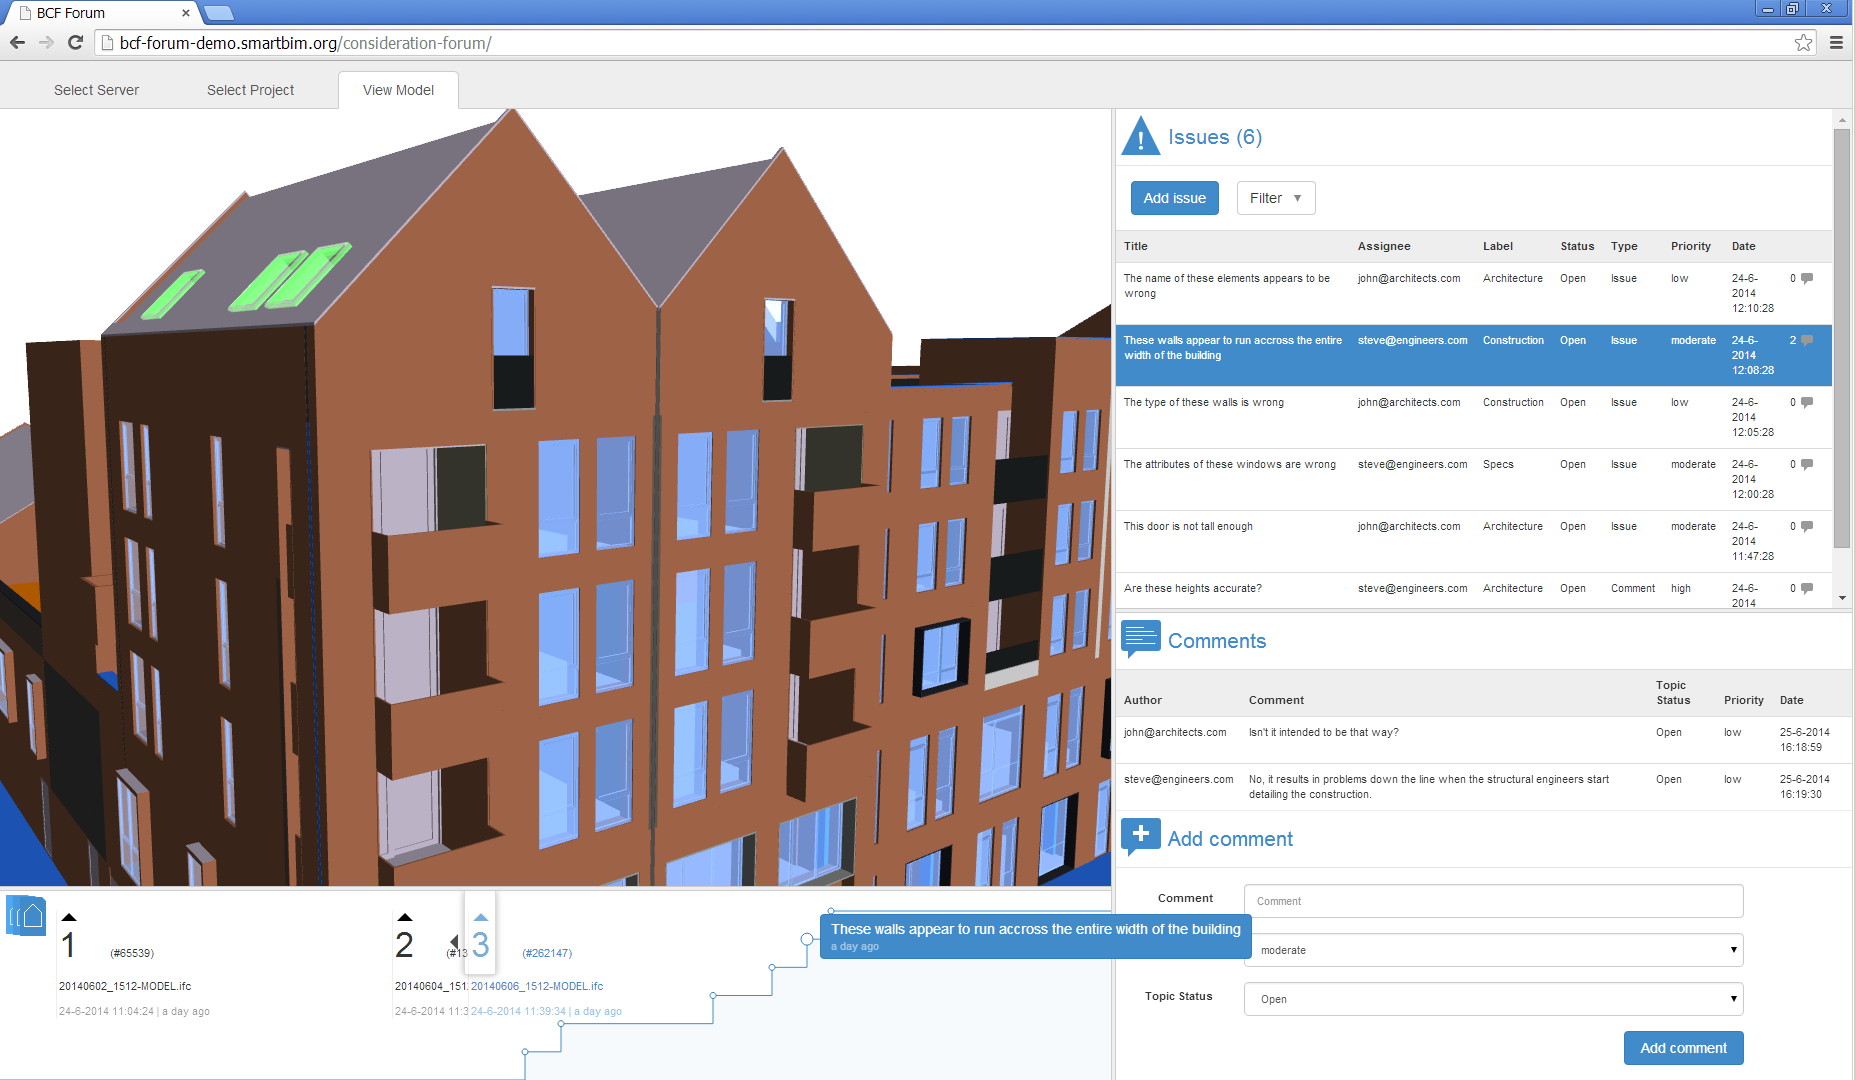 BCF Forum
bcf-forum-demo.smartbim.org/consideration-forum/
Select Server Select Project View Model
Issues (6)
Add issue Filter
Title Assignee Label Status Type Priority Date
The name of these elements appears to be john@architects.com Architecture Open Issue low 24-6- 0
wrong 2014
12:10:28
These walls appear to run accross the entire steve@engineers.com Construction Open Issue moderate 24-6- 2
width of the building 2014
12:08:28
The type of these walls is wrong john@architects.com Construction Open Issue low 24-6- 0
2014
12:05:28
The attributes of these windows are wrong steve@engineers.com Specs Open Issue moderate 24-6- 0
2014
12:00:28
This door is not tall enough john@architects.com Architecture Open Issue moderate 24-6- 0
2014
11:47:28
Are these heights accurate? steve@engineers.com Architecture Open Comment high 24-6- 0
2014
Comments
Author Comment Topic Status Priority Date
john@architects.com Isn't it intended to be that way? Open low 25-6-2014
16:18:59
steve@engineers.com No, it results in problems down the line when the structural engineers start Open low 25-6-2014
detailing the construction. 16:19:30
Add comment
Comment Comment
moderate
Topic Status Open
Add comment
1 (#65539)
20140602_1512-MODEL.ifc
24-6-2014 11:04:24 | a day ago
2 (#13
20140604_151
24-6-2014 11:3
3 (#262147)
20140606_1512-MODEL.ifc
24-6-2014 11:39:34 | a day ago
These walls appear to run accross the entire width of the building
a day ago